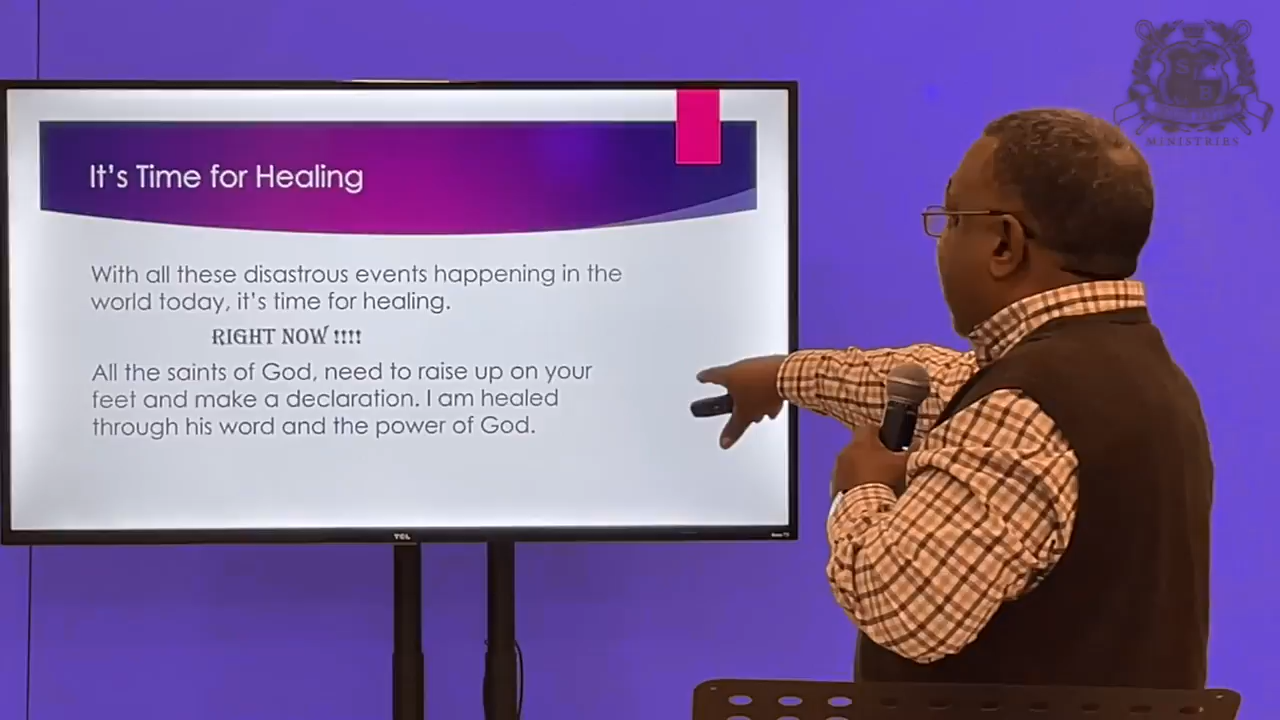 It's Time for Healing
With all these disastrous events happening in the
world today, it's time for healing.
RIGHT NOW !!!!
All the saints of God, need to raise up on your
feet and make a declaration. I am healed
through his word and the power of God.
TCL
MINISTRIES